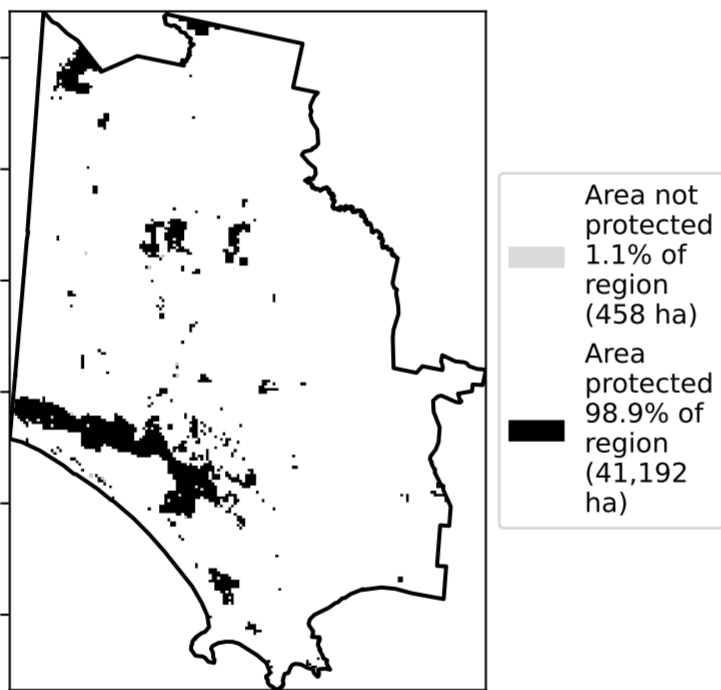 Area not
protected
1.1% of
region
(458 ha)
Area
protected
98.9% of
region
(41,192
ha)